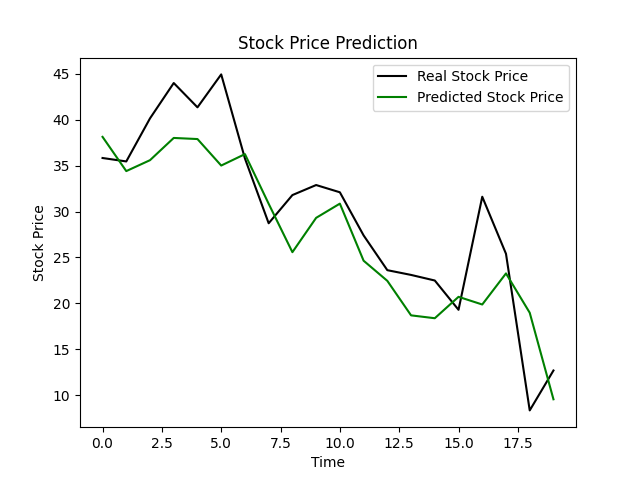 Stock Price Prediction
Real Stock Price
Predicted Stock Price
Stock Price
45
40
35
30
25
20
15
10
0.0 2.5 5.0 7.5 10.0 12.5 15.0 17.5
Time